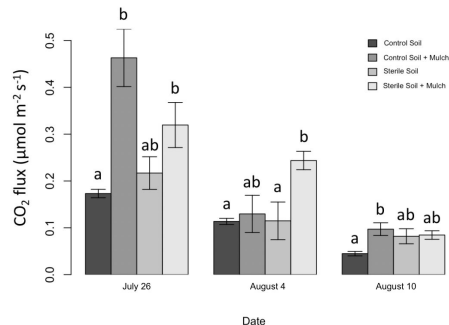 CO₂ flux (µmol m⁻² s⁻¹)
0.5
0.4
0.3
0.2
0.1
0.0
a
b
ab
b
a
ab
a
b
a
b
ab
ab
Control Soil
Control Soil + Mulch
Sterile Soil
Sterile Soil + Mulch
July 26
August 4
August 10
Date